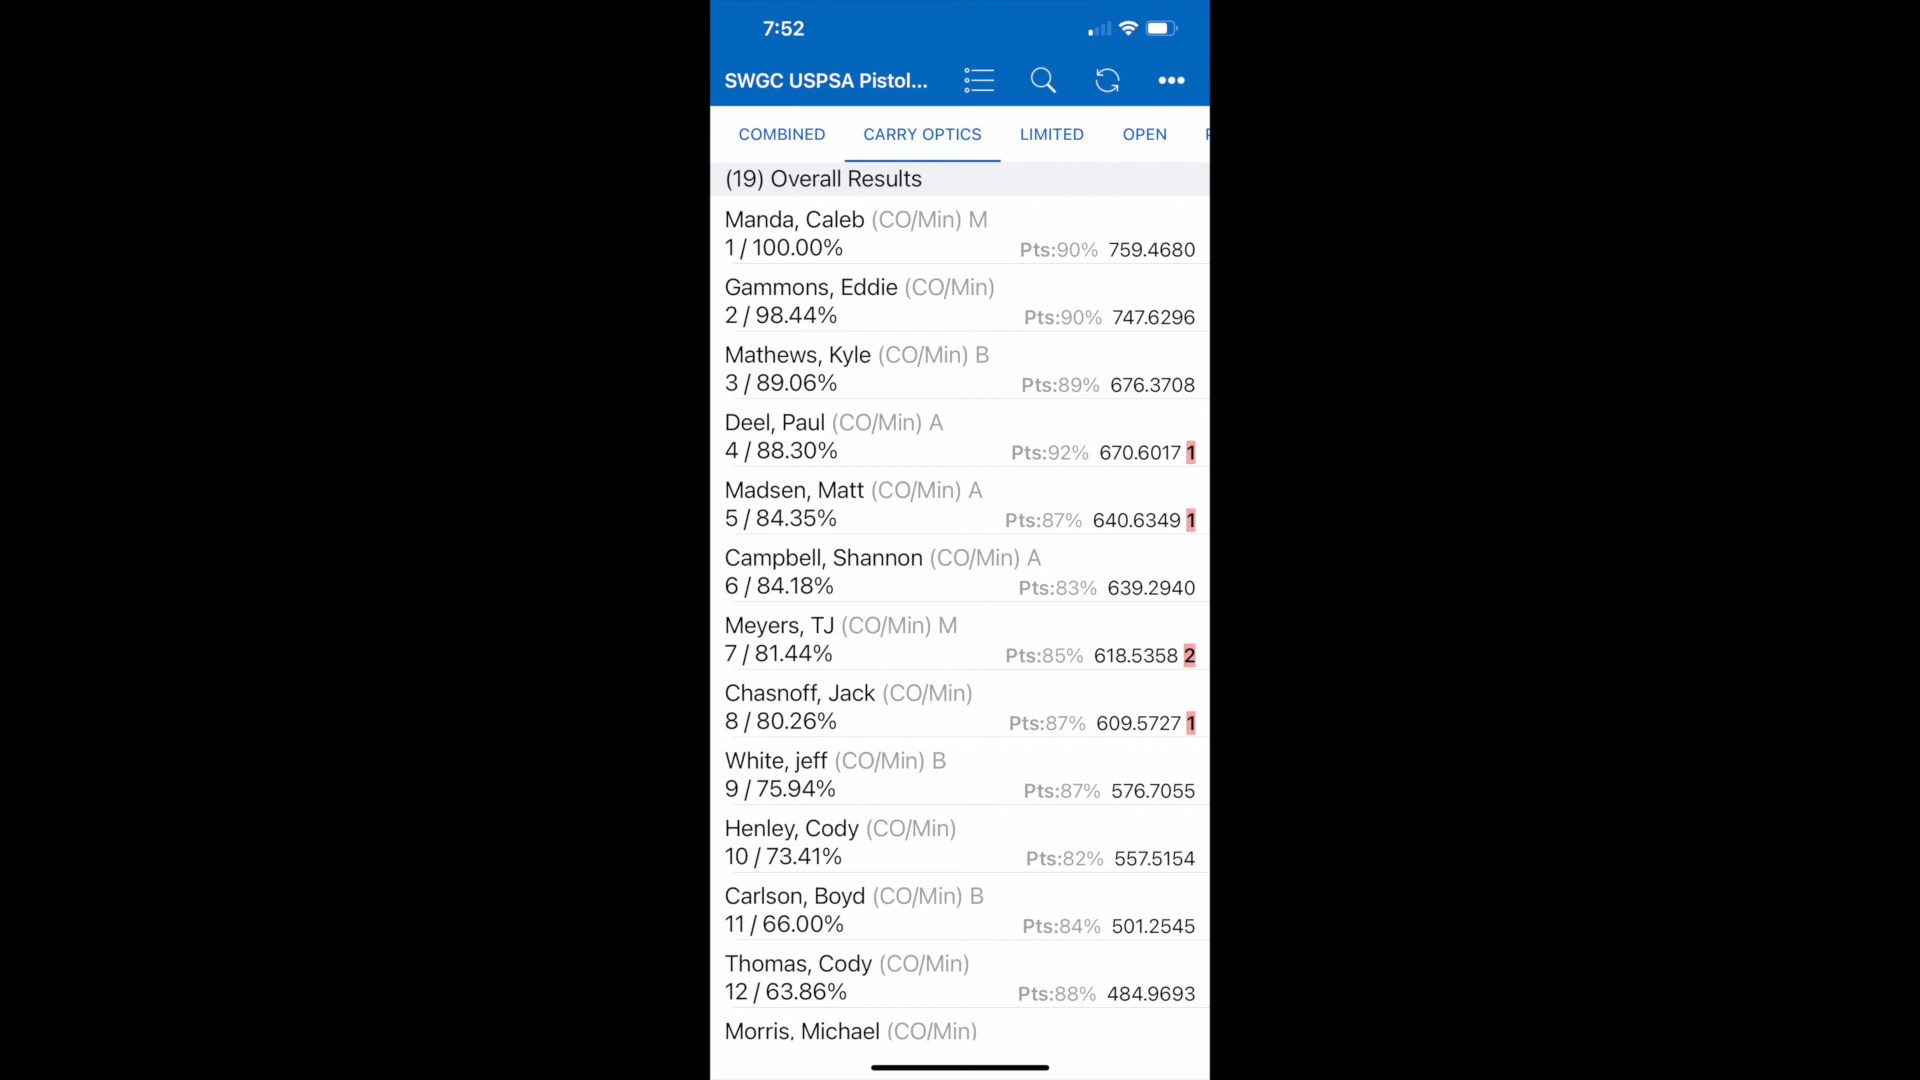 7:52
SWGC USPSA Pistol...
COMBINED CARRY OPTICS LIMITED OPEN
(19) Overall Results
Manda, Caleb (CO/Min) M
1 / 100.00% Pts:90% 759.4680
Gammons, Eddie (CO/Min)
2 / 98.44% Pts:90% 747.6296
Mathews, Kyle (CO/Min) B
3 / 89.06% Pts:89% 676.3708
Deel, Paul (CO/Min) A
4 / 88.30% Pts:92% 670.6017 1
Madsen, Matt (CO/Min) A
5 / 84.35% Pts:87% 640.6349 1
Campbell, Shannon (CO/Min) A
6 / 84.18% Pts:83% 639.2940
Meyers, TJ (CO/Min) M
7 / 81.44% Pts:85% 618.5358 2
Chasnoff, Jack (CO/Min)
8 / 80.26% Pts:87% 609.5727 1
White, jeff (CO/Min) B
9 / 75.94% Pts:87% 576.7055
Henley, Cody (CO/Min)
10 / 73.41% Pts:82% 557.5154
Carlson, Boyd (CO/Min) B
11 / 66.00% Pts:84% 501.2545
Thomas, Cody (CO/Min)
12 / 63.86% Pts:88% 484.9693
Morris, Michael (CO/Min)